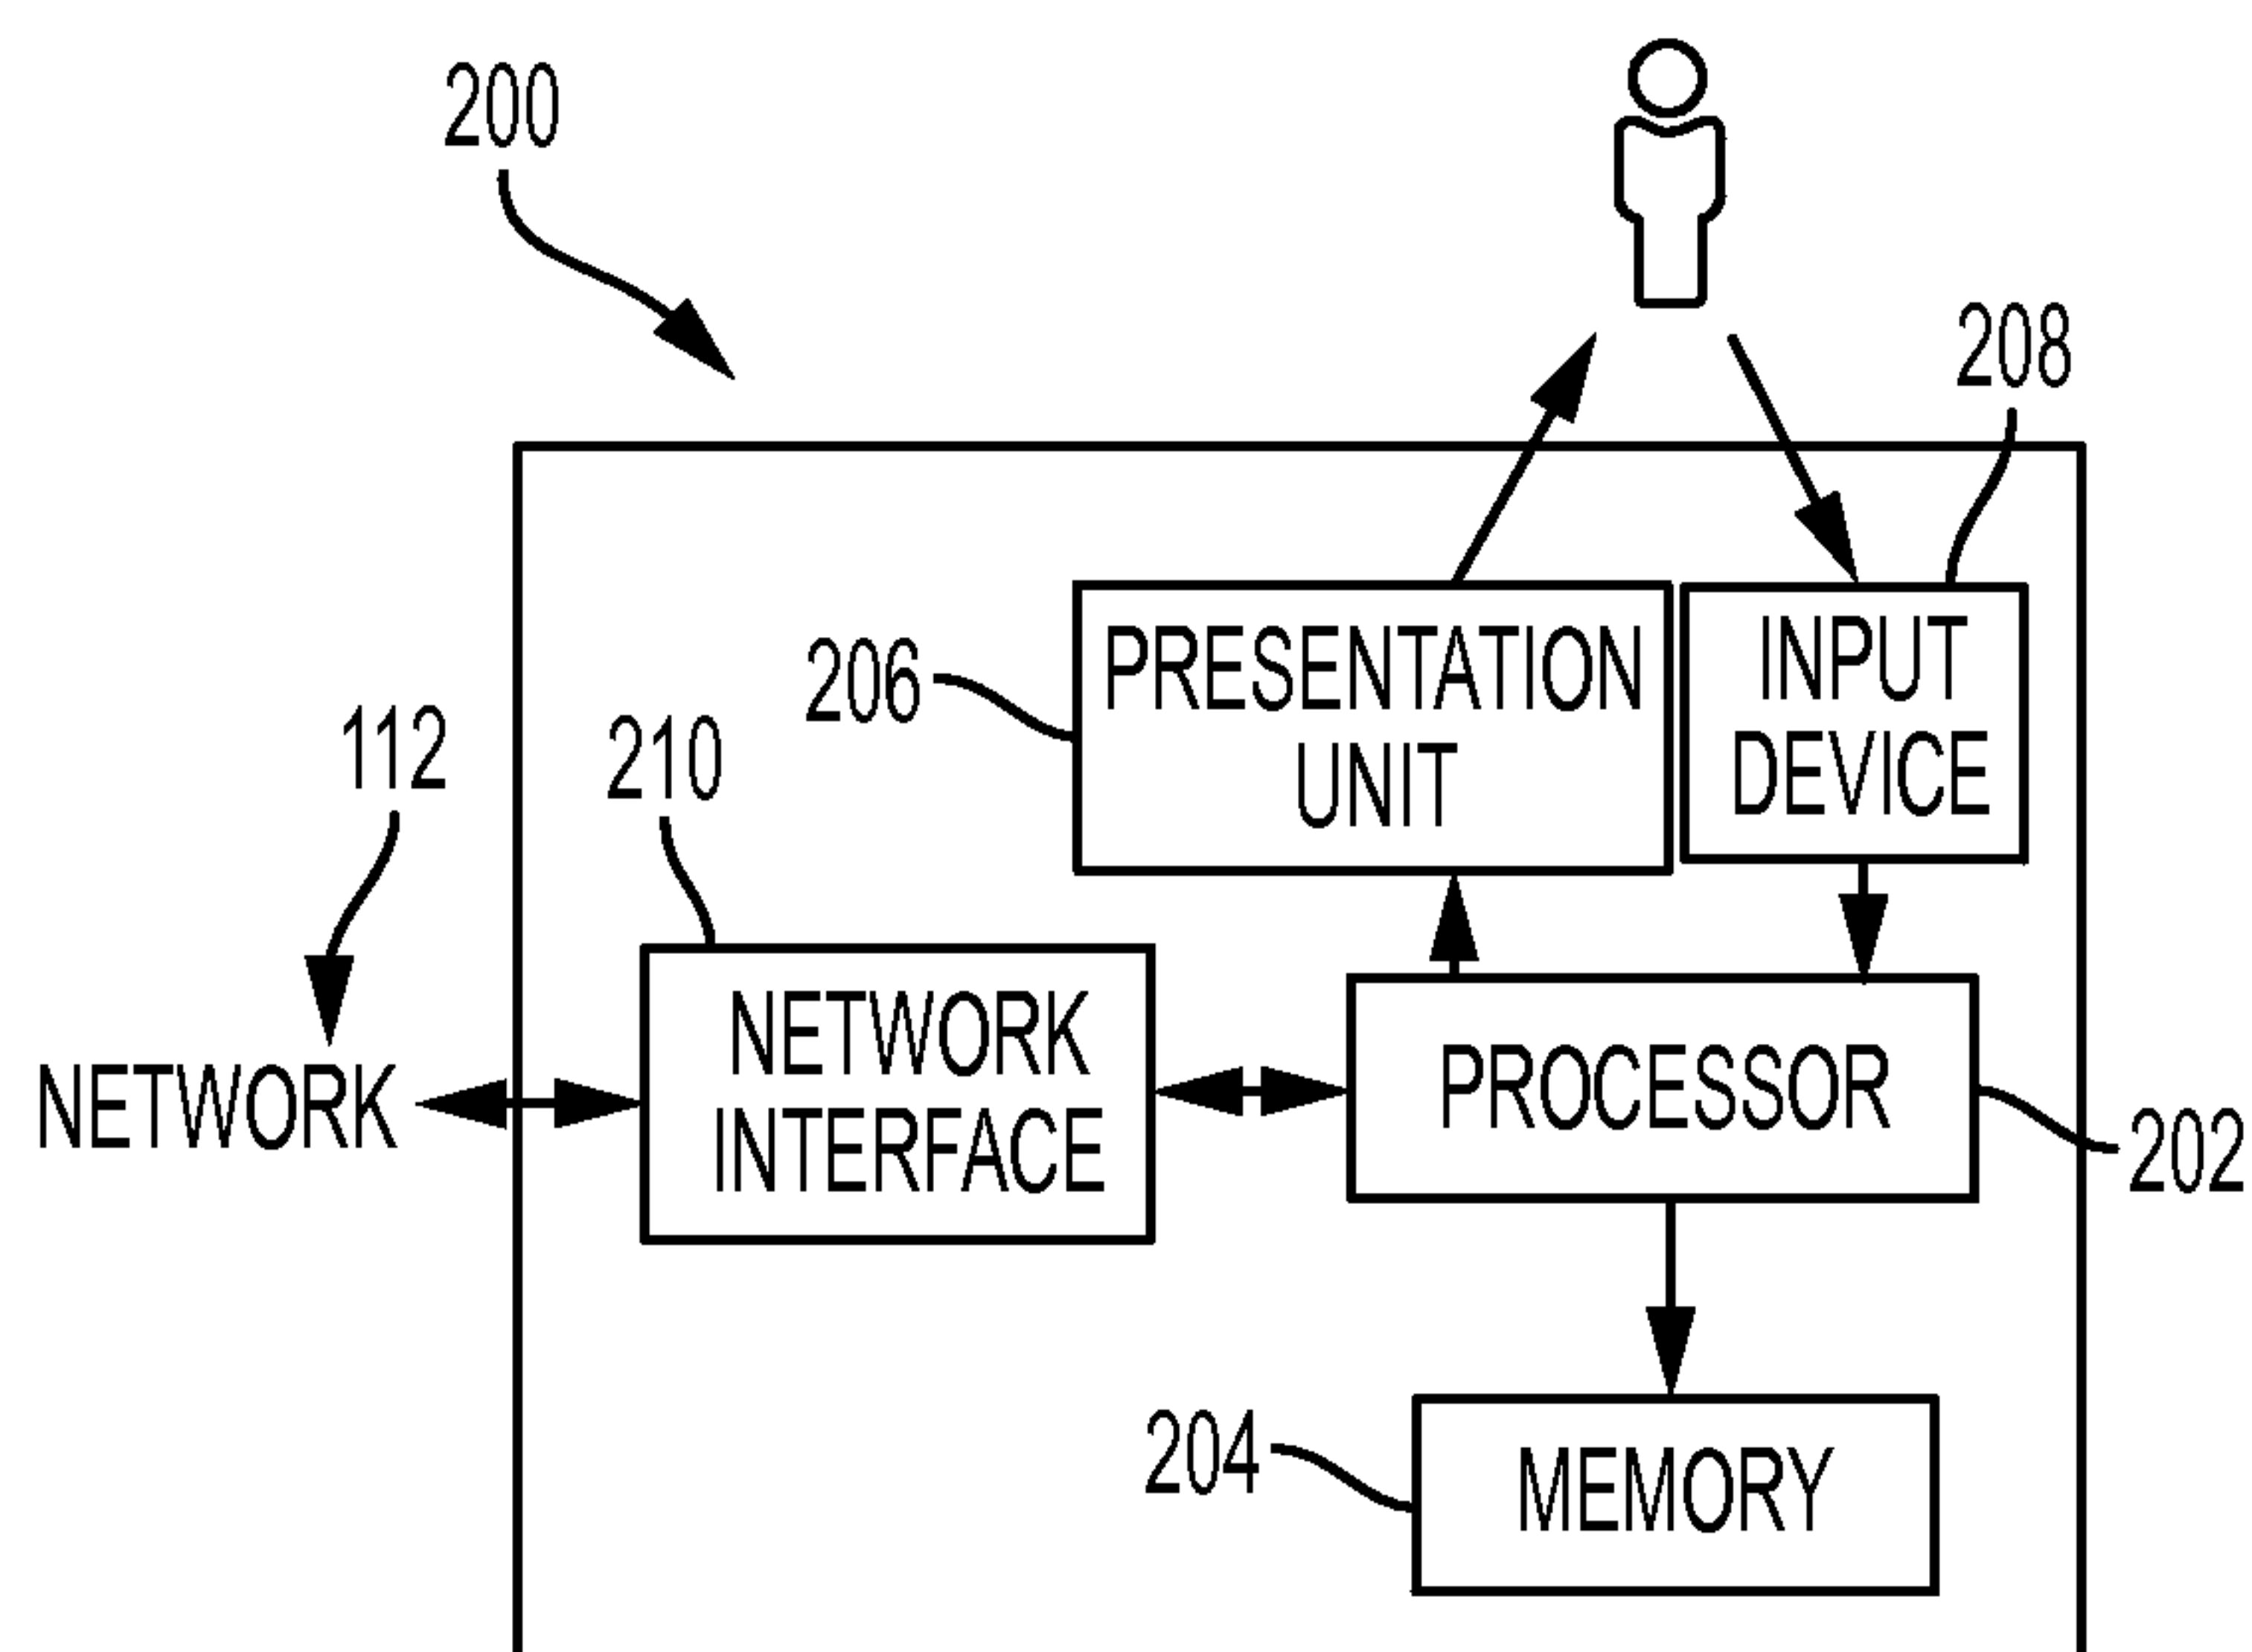 200
208
206
PRESENTATION
UNIT
INPUT
DEVICE
112
210
NETWORK
INTERFACE
NETWORK
PROCESSOR
202
204
MEMORY